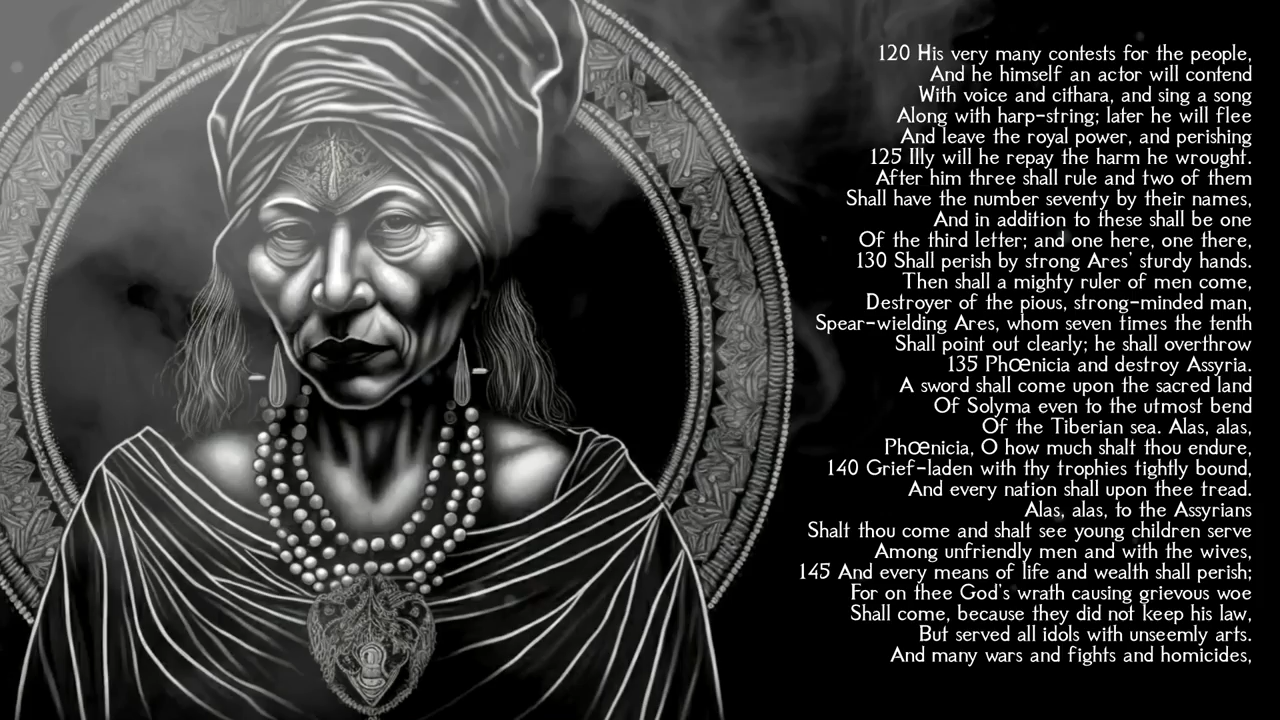 120 His very many contests for the people,
And he himself an actor will contend
With voice and cithara, and sing a song
Along with harp-string; later he will flee
And leave the royal power, and perishing
125 Illy will he repay the harm he wrought.
After him three shall rule and two of them
Shall have the number seventy by their names,
And in addition to these shall be one
Of the third letter; and one here, one there,
130 Shall perish by strong Ares' sturdy hands.
Then shall a mighty ruler of men come,
Destroyer of the pious, strong-minded man,
Spear-wielding Ares, whom seven times the tenth
Shall point out clearly; he shall overthrow
135 Phœnicia and destroy Assyria.
A sword shall come upon the sacred land
Of Solyma even to the utmost bend
Of the Tiberian sea. Alas, alas,
Phœnicia, O how much shalt thou endure,
140 Grief-laden with thy trophies tightly bound,
And every nation shall upon thee tread.
Alas, alas, to the Assyrians
Shalt thou come and shalt see young children serve
Among unfriendly men and with the wives,
145 And every means of life and wealth shall perish;
For on thee God's wrath causing grievous woe
Shall come, because they did not keep his law,
But served all idols with unseemly arts.
And many wars and fights and homicides,